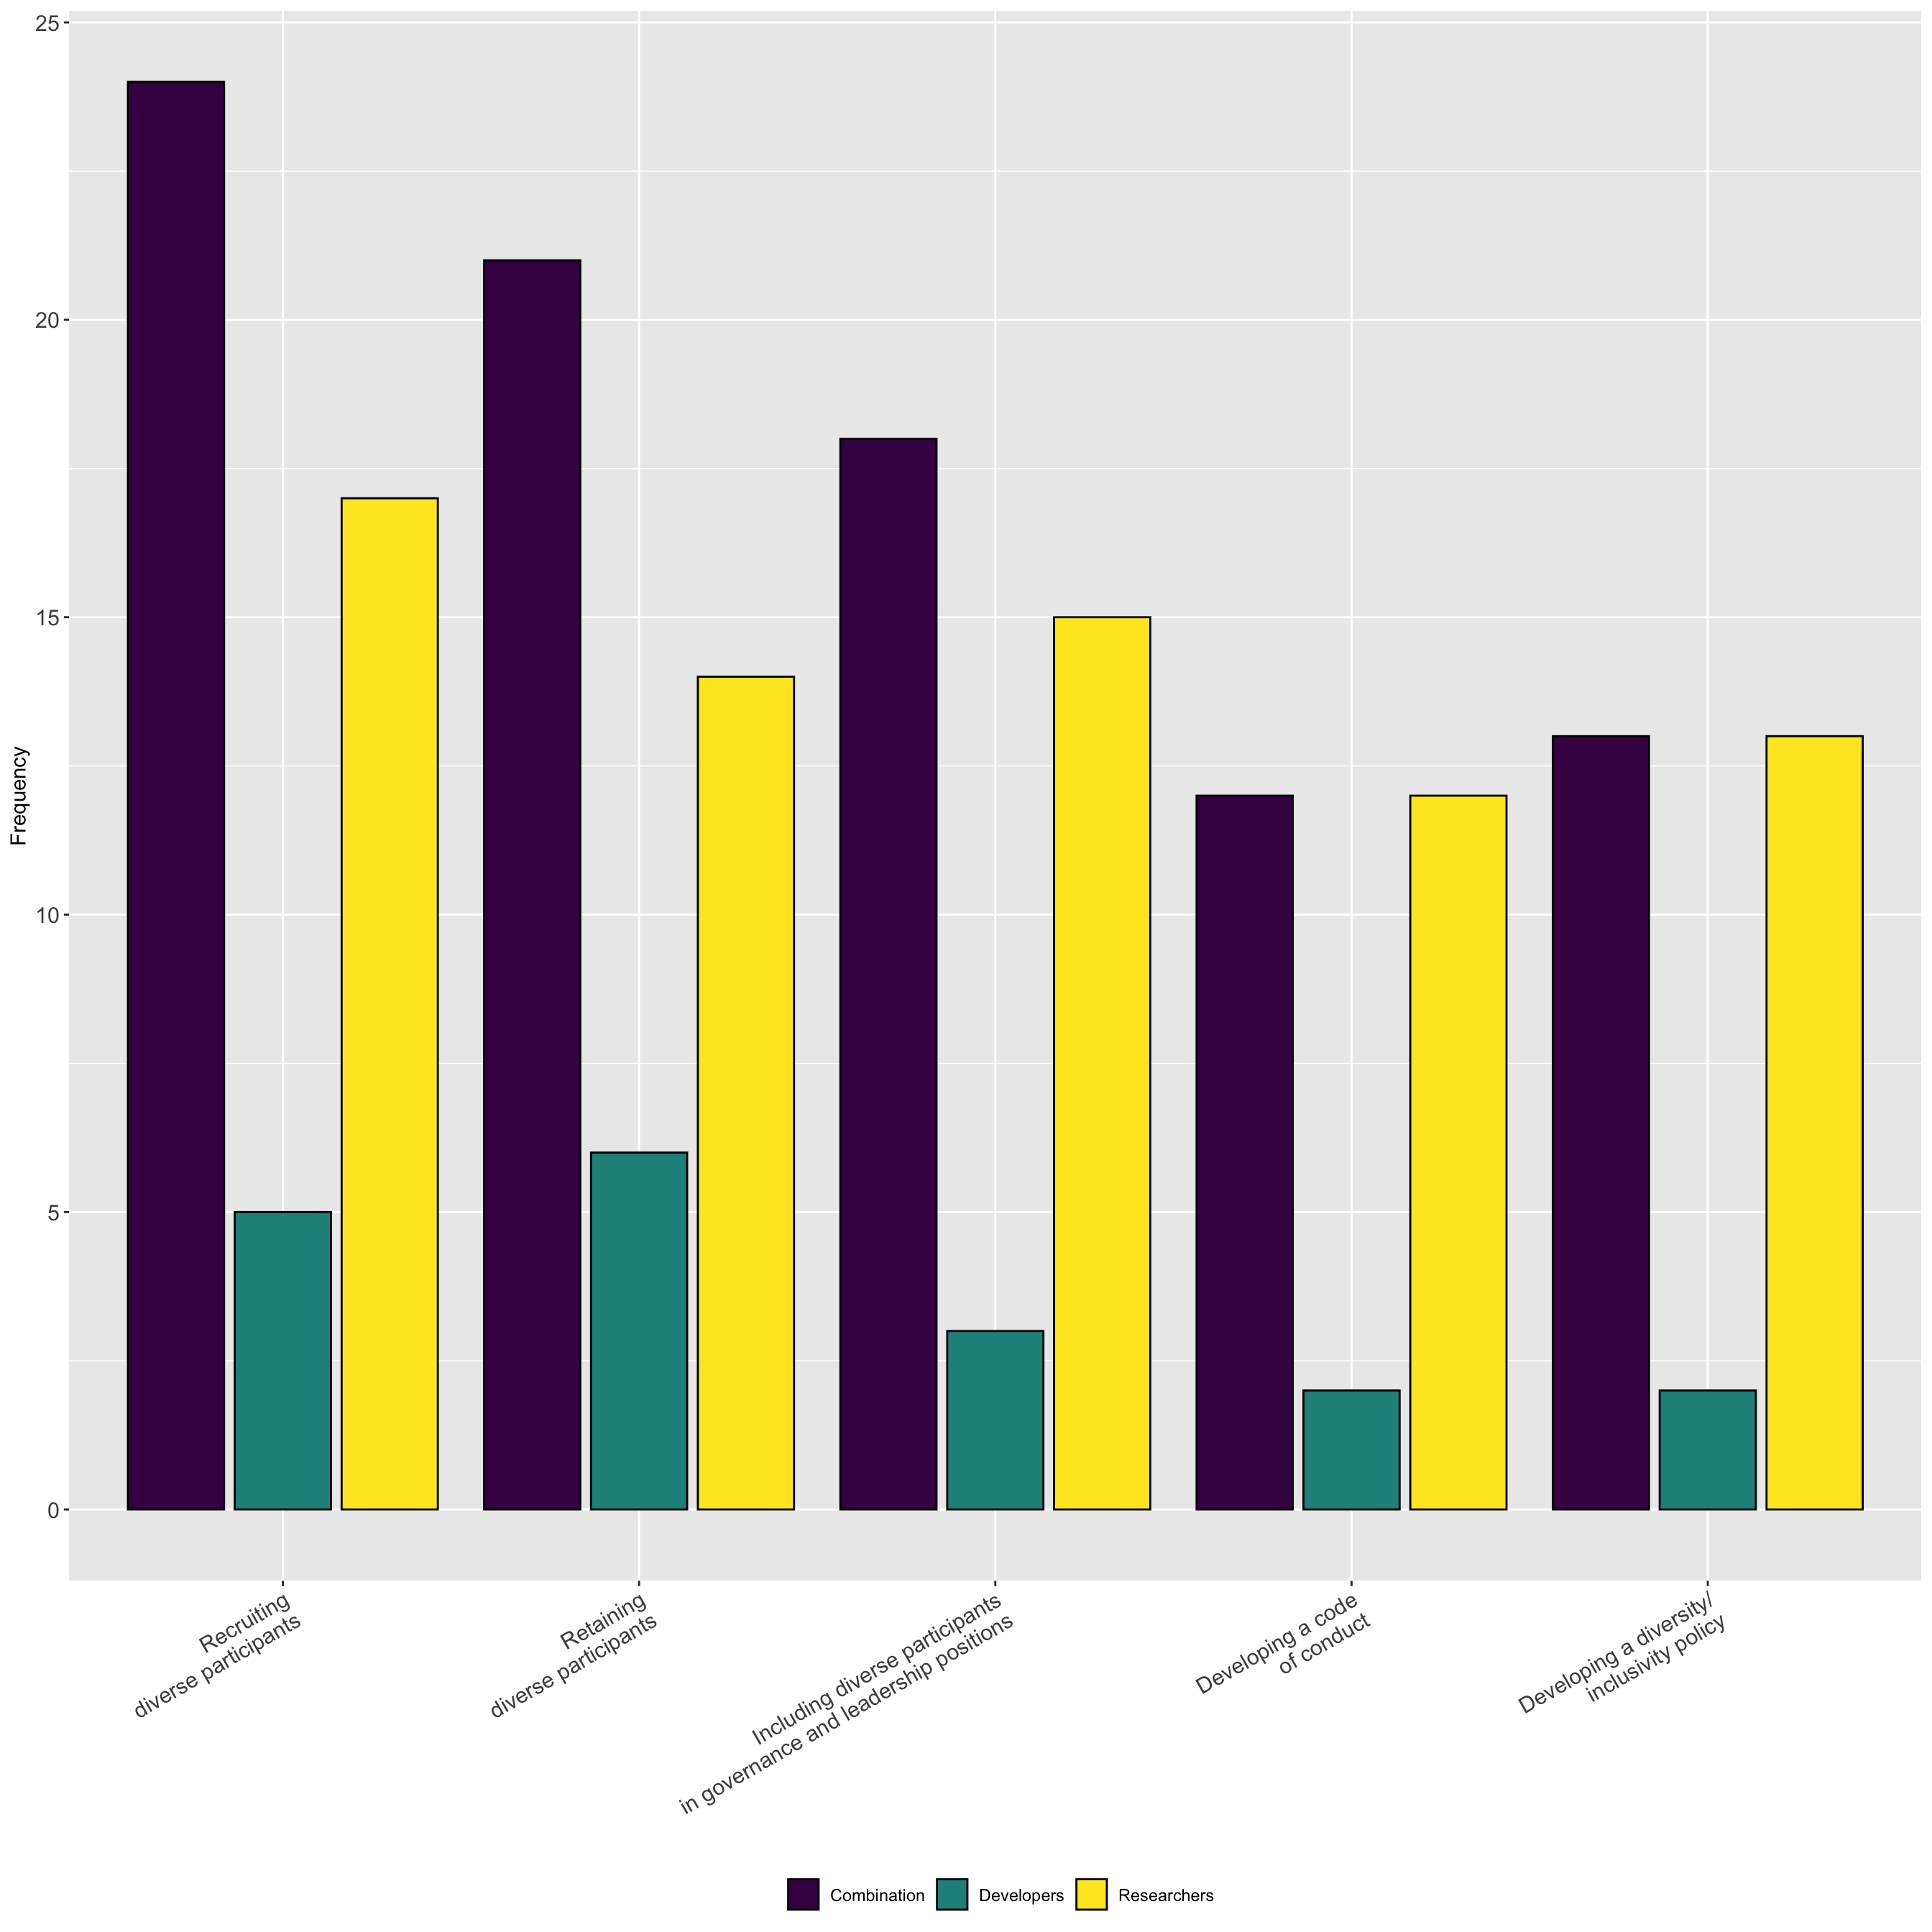 25
20
15
10
5
0
Frequency
Recruiting
diverse participants
Retaining
diverse participants
Including diverse participants
in governance and leadership positions
Developing a code
of conduct
Developing a diversity/
inclusivity policy
Combination
Developers
Researchers